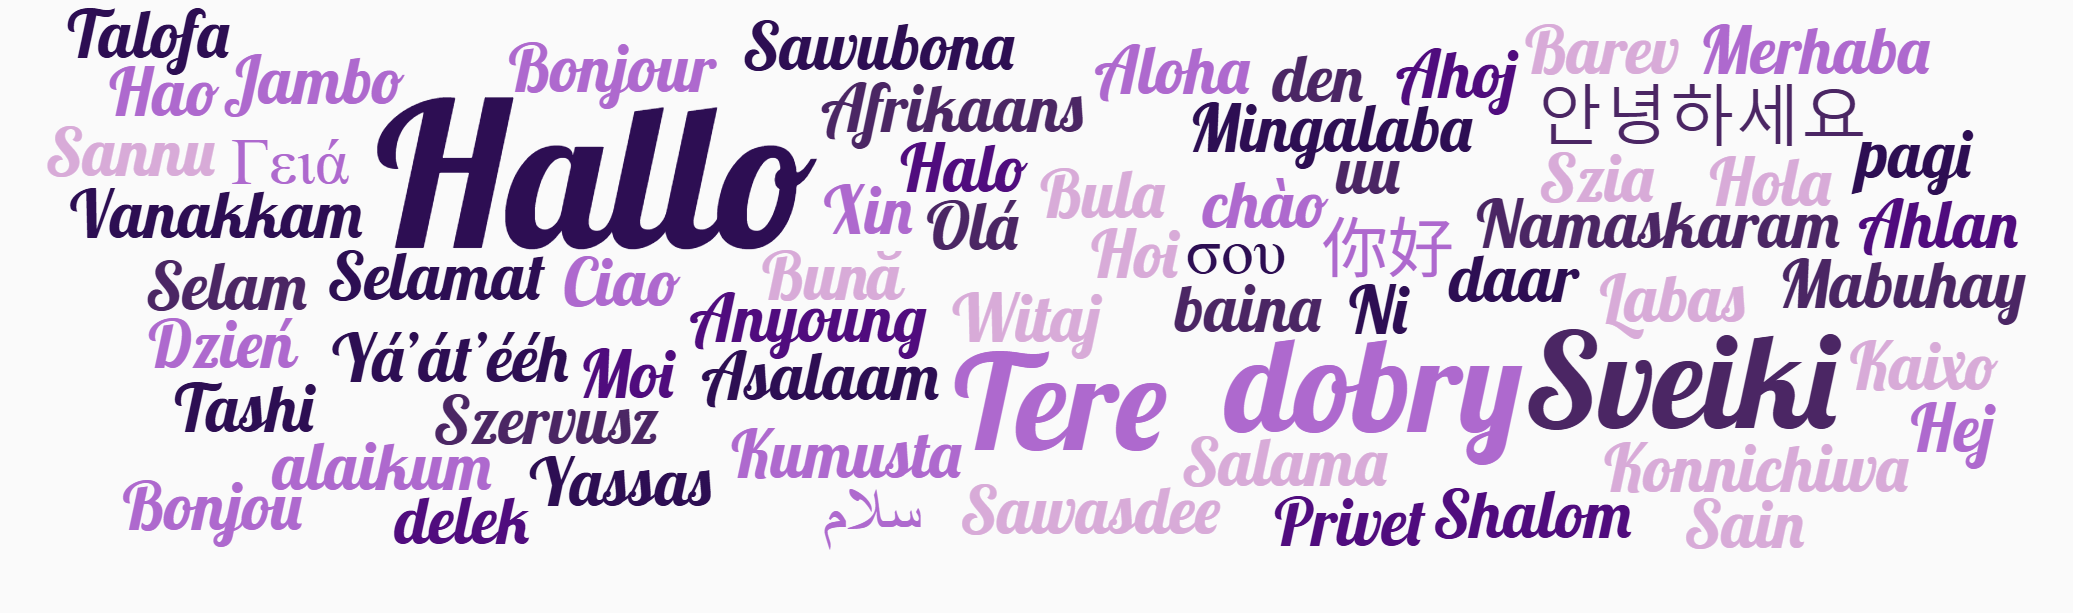 Talofa
Hao
Jambo
Bonjour
Sawubona
Aloha
den
Ahoj
Barev
Merhaba
Afrikaans
Mingalaba
안녕하세요
Sannu
Γειά
Hallo
Halo
uu
pagi
Vanakkam
Xin
Olá
Bula
chào
Szia
Hola
Namaskaram
Ahlan
Hoi
σου
你好
Selam
Selamat
Ciao
Bună
daar
Mabuhay
Anyoung
Witaj
baina
Ni
Labas
Dzień
Yá’át’ééh
Moi
Asalaam
Tere
dobry
Sveiki
Kaixo
Tashi
Szervusz
Hej
alaikum
Kumusta
Salama
Konnichiwa
Bonjou
delek
Yassas
سلام
Sawasdee
Privet
Shalom
Sain